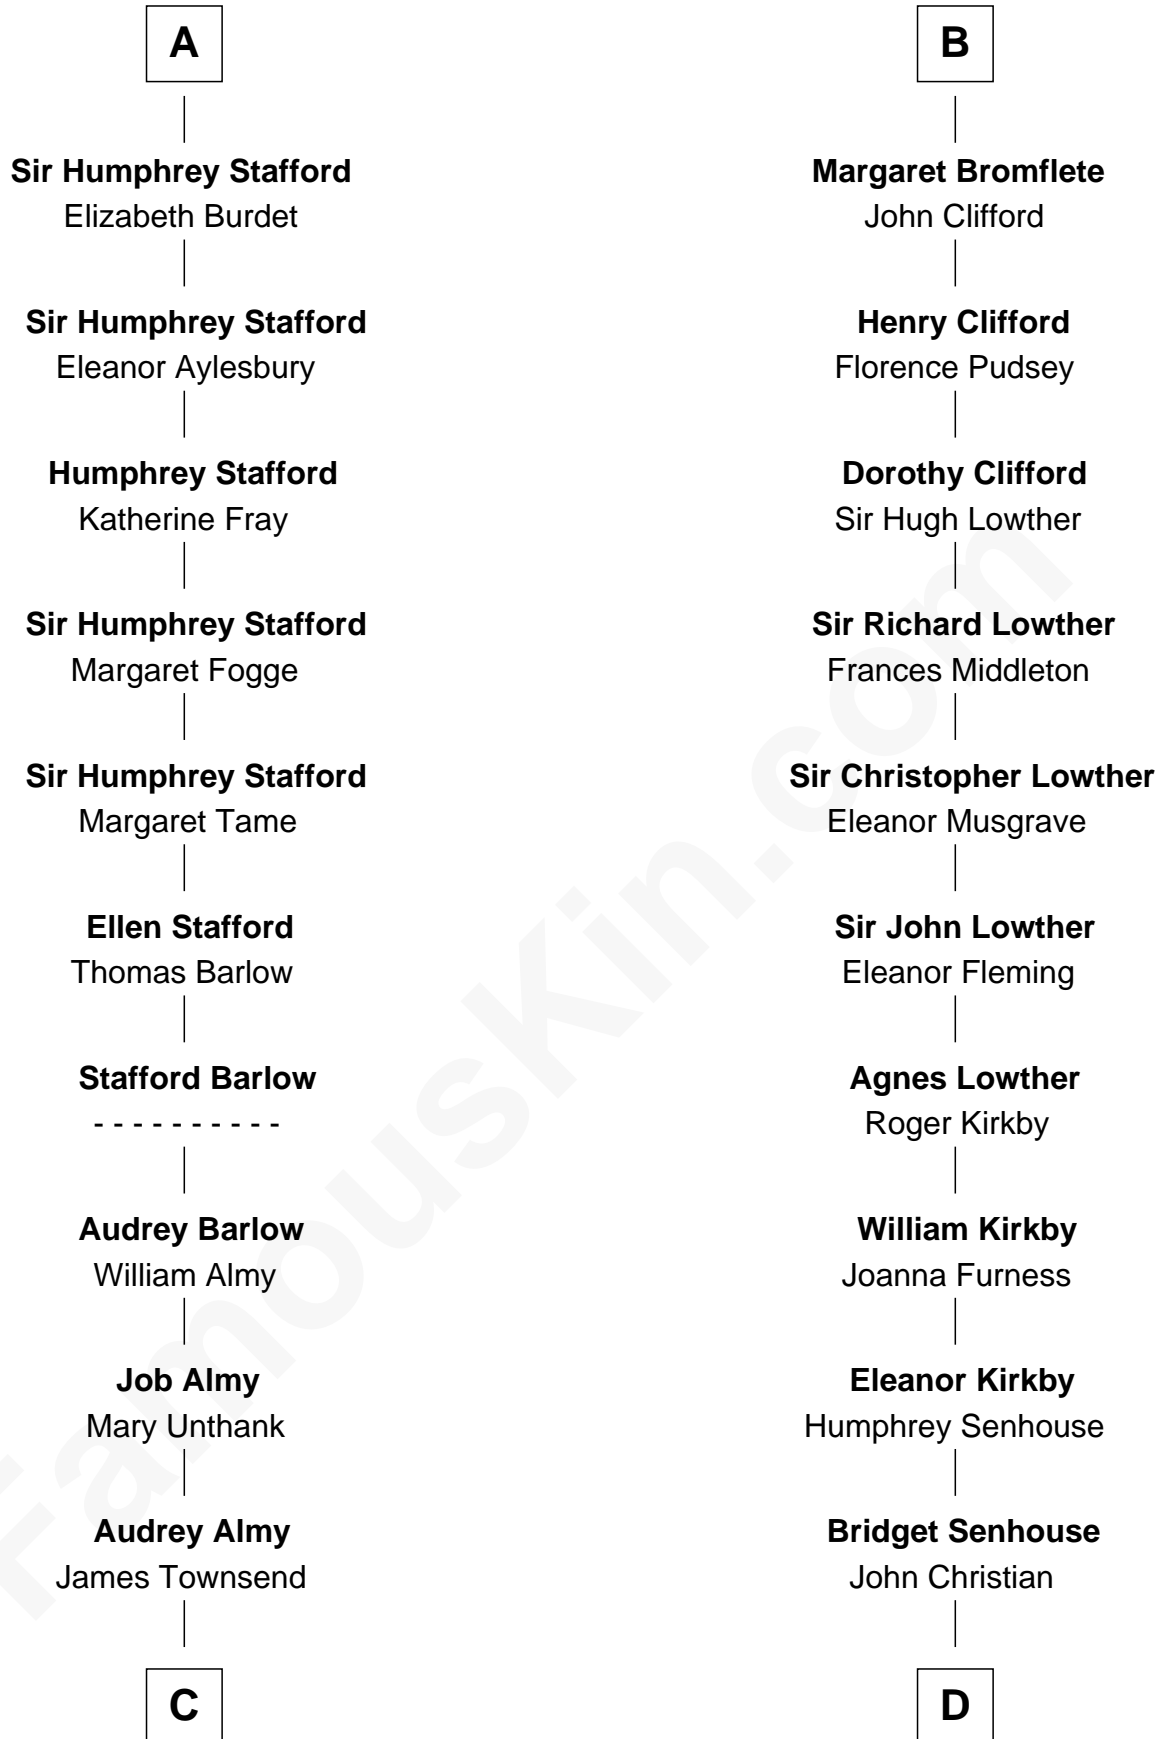 A
Sir Humphrey Stafford
Elizabeth Burdet
Sir Humphrey Stafford
Eleanor Aylesbury
Humphrey Stafford
Katherine Fray
Sir Humphrey Stafford
Margaret Fogge
Sir Humphrey Stafford
Margaret Tame
Ellen Stafford
Thomas Barlow
Stafford Barlow
- - - - - - - - - -
Audrey Barlow
William Almy
Job Almy
Mary Unthank
Audrey Almy
James Townsend
C
B
Margaret Bromflete
John Clifford
Henry Clifford
Florence Pudsey
Dorothy Clifford
Sir Hugh Lowther
Sir Richard Lowther
Frances Middleton
Sir Christopher Lowther
Eleanor Musgrave
Sir John Lowther
Eleanor Fleming
Agnes Lowther
Roger Kirkby
William Kirkby
Joanna Furness
Eleanor Kirkby
Humphrey Senhouse
Bridget Senhouse
John Christian
D
FamousKin.com